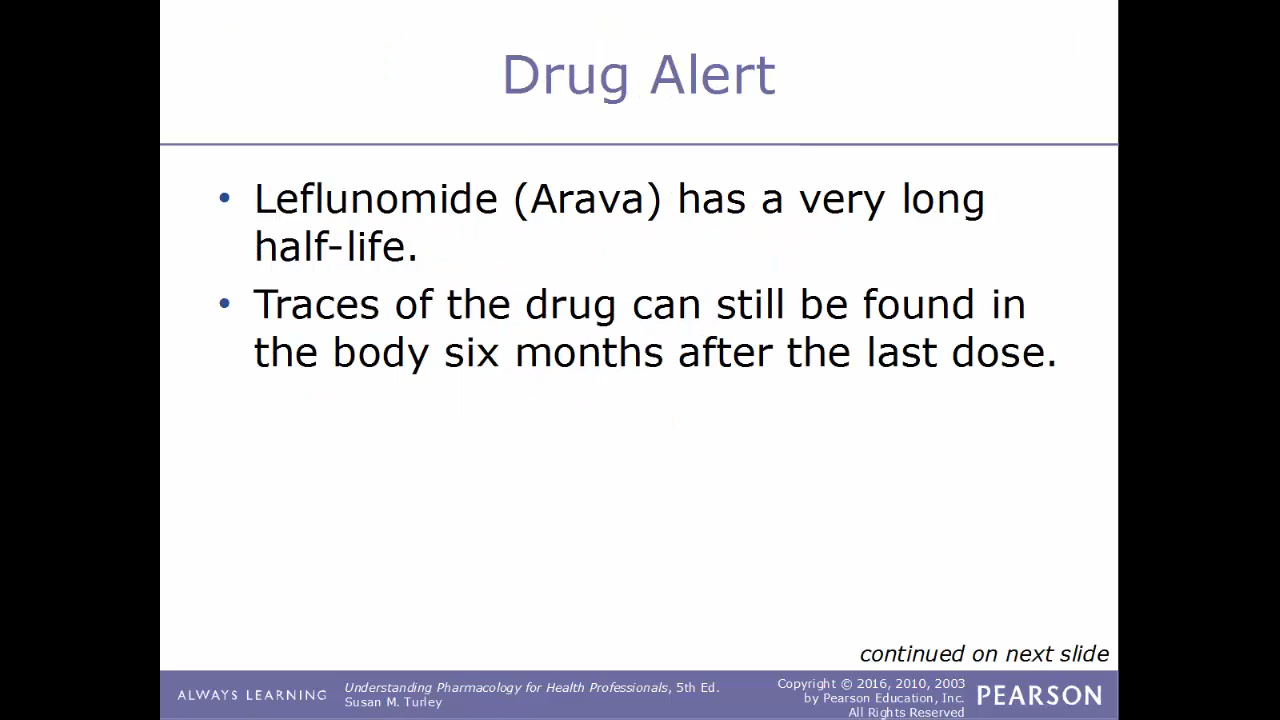 Drug Alert
• Leflunomide (Arava) has a very long
half-life.
• Traces of the drug can still be found in
the body six months after the last dose.
continued on next slide
ALWAYS LEARNING
Understanding Pharmacology for Health Professionals, 5th Ed.
Susan M. Turley
Copyright © 2016, 2010, 2003
by Pearson Education, Inc.
All Rights Reserved
PEARSON